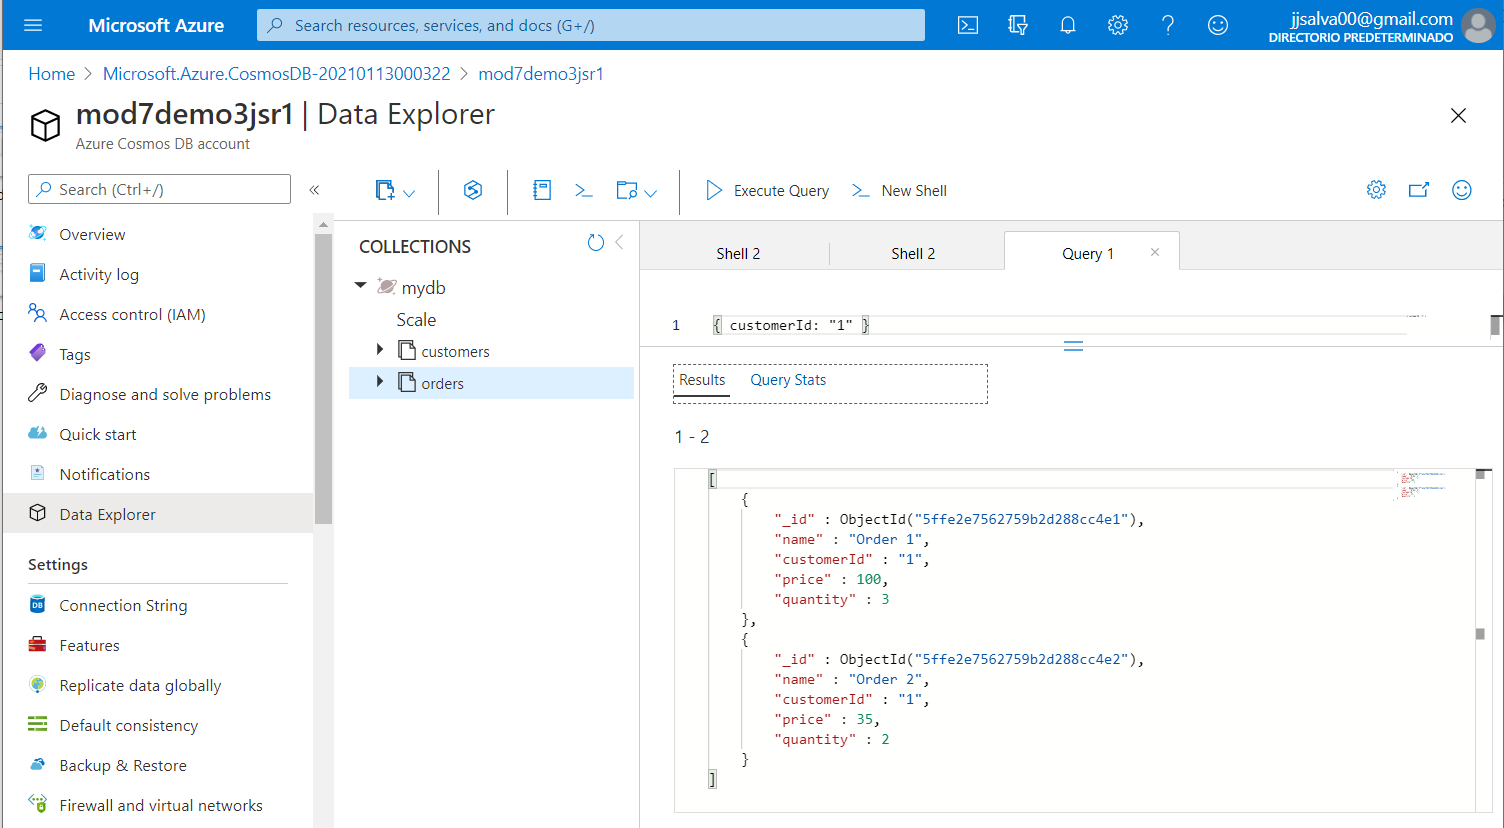 Microsoft Azure
Search resources, services, and docs (G+/)
jjsalva00@gmail.com
DIRECTORIO PREDETERMINADO
Home > Microsoft.Azure.CosmosDB-20210113000322 > mod7demo3jsr1
mod7demo3jsr1 | Data Explorer
Azure Cosmos DB account
Search (Ctrl+/)
Overview
Activity log
Access control (IAM)
Tags
Diagnose and solve problems
Quick start
Notifications
Data Explorer
Settings
Connection String
Features
Replicate data globally
Default consistency
Backup & Restore
Firewall and virtual networks
Execute Query
New Shell
COLLECTIONS
mydb
Scale
customers
orders
Shell 2
Shell 2
Query 1
1 { customerId: "1" }
Results Query Stats
1 - 2
[
{
"_id" : ObjectId("5ffe2e7562759b2d288cc4e1"),
"name" : "Order 1",
"customerId" : "1",
"price" : 100,
"quantity" : 3
},
{
"_id" : ObjectId("5ffe2e7562759b2d288cc4e2"),
"name" : "Order 2",
"customerId" : "1",
"price" : 35,
"quantity" : 2
}
]